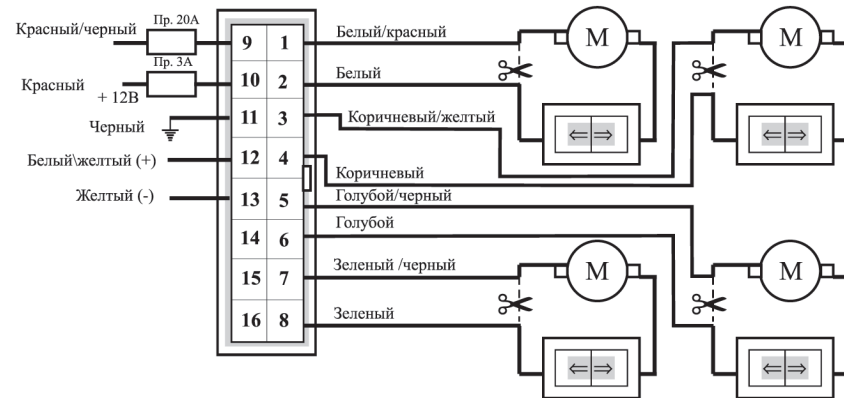 Пр. 20А
Красный/черный
Пр. 3А
Красный
+ 12В
Черный
Белый\желтый (+)
Желтый (-)
9 1
10 2
11 3
12 4
13 5
14 6
15 7
16 8
Белый/красный
Белый
Коричневый/желтый
Коричневый
Голубой/черный
Голубой
Зеленый /черный
Зеленый
M
M
M
M